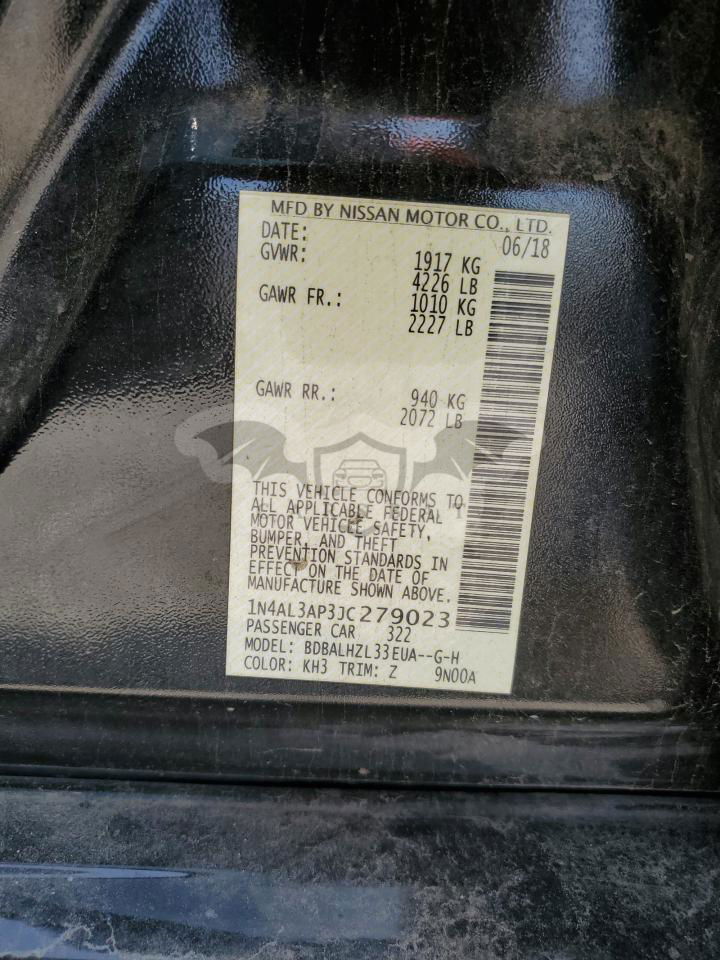 MFD BY NISSAN MOTOR CO., LTD.
DATE: 06/18
GVWR: 1917 KG
4226 LB
GAWR FR.: 1010 KG
2227 LB
GAWR RR.: 940 KG
2072 LB
THIS VEHICLE CONFORMS TO
ALL APPLICABLE FEDERAL
MOTOR VEHICLE SAFETY,
BUMPER, AND THEFT
PREVENTION STANDARDS IN
EFFECT ON THE DATE OF
MANUFACTURE SHOWN ABOVE.
1N4AL3AP3JC279023
PASSENGER CAR 322
MODEL: BDBALHZL33EUA--G-H
COLOR: KH3 TRIM: Z 9N00A